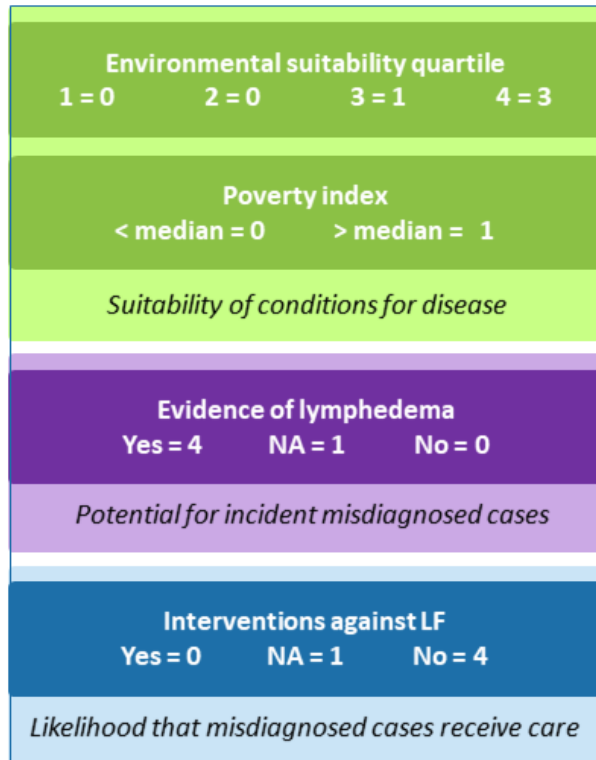 Environmental suitability quartile
1 = 0 2 = 0 3 = 1 4 = 3
Poverty index
< median = 0 > median = 1
Suitability of conditions for disease
Evidence of lymphedema
Yes = 4 NA = 1 No = 0
Potential for incident misdiagnosed cases
Interventions against LF
Yes = 0 NA = 1 No = 4
Likelihood that misdiagnosed cases receive care